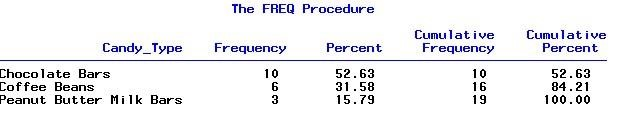 The FREQ Procedure
Cumulative Cumulative
Candy_Type Frequency Percent Frequency Percent
Chocolate Bars 10 52.63 10 52.63
Coffee Beans 6 31.58 16 84.21
Peanut Butter Milk Bars 3 15.79 19 100.00